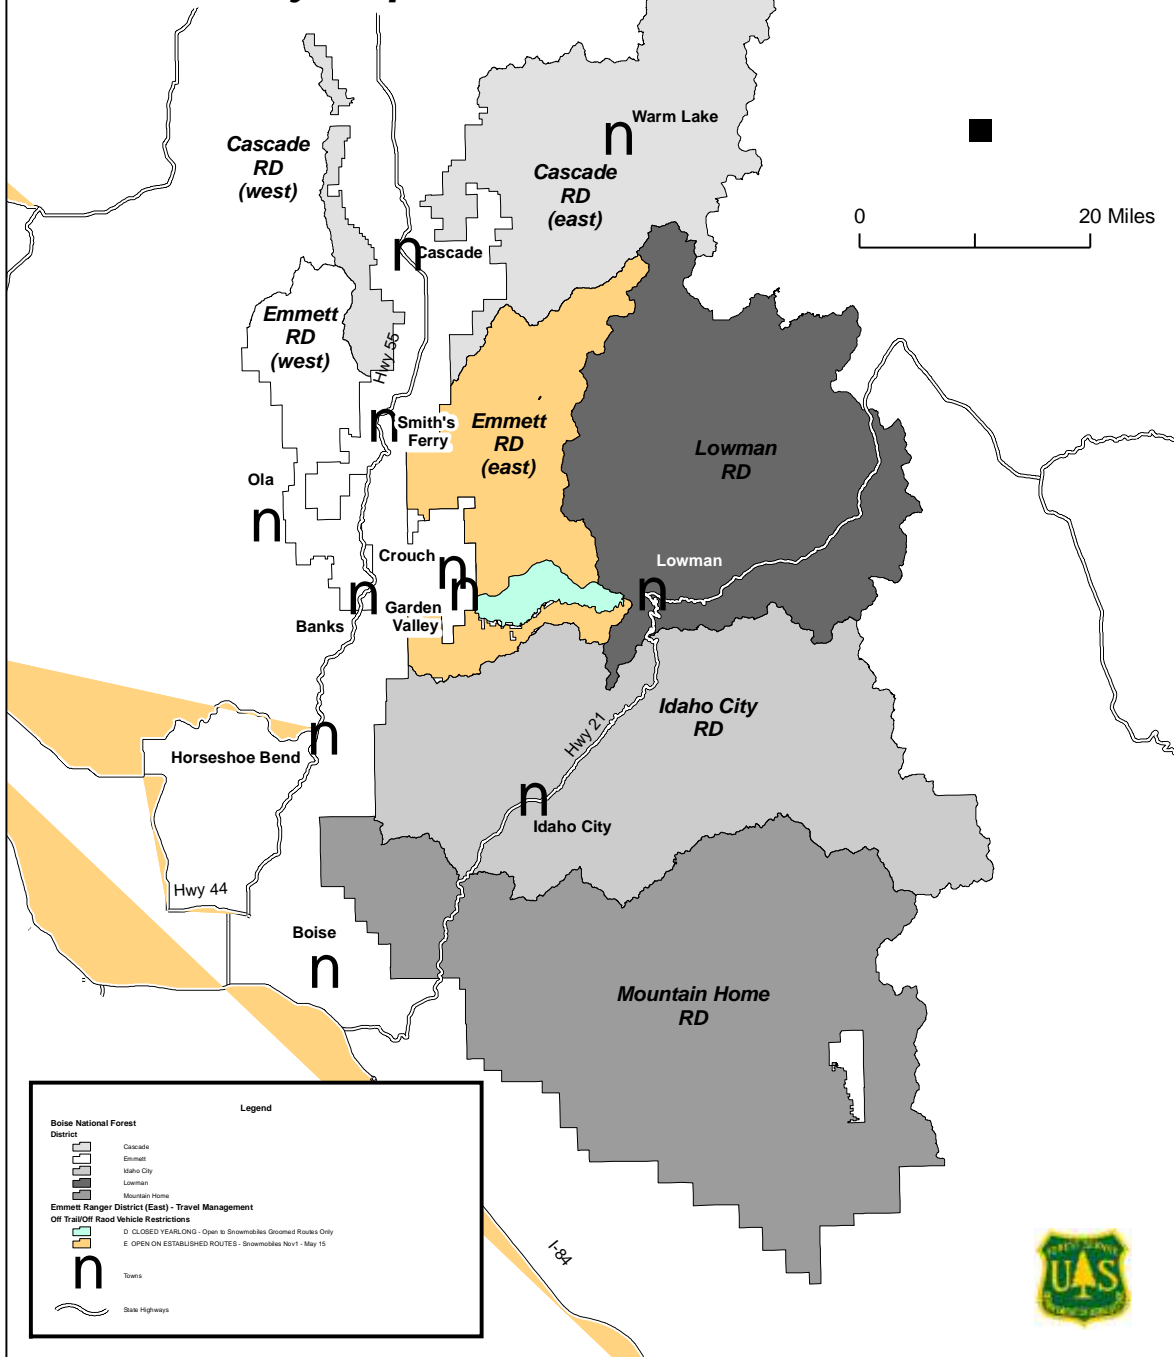 Warm Lake
Cascade
RD
(west)
Cascade
RD
(east)
0 20 Miles
Cascade
Emmett
RD
(west)
Hwy 55
Smith's
Ferry
Emmett
RD
(east)
Lowman
RD
Ola
Crouch
Lowman
Garden
Valley
Banks
Idaho City
RD
Hwy 21
Horseshoe Bend
Idaho City
Hwy 44
Boise
Mountain Home
RD
I-84
Legend
Boise National Forest
District
Cascade
Emmett
Idaho City
Lowman
Mountain Home
Emmett Ranger District (East) - Travel Management
Off Trail/Off Raod Vehicle Restrictions
D CLOSED YEARLONG - Open to Snowmobiles Groomed Routes Only
E OPEN ON ESTABLISHED ROUTES - Snowmobiles Nov1 - May 15
n
Towns
State Highways
U S